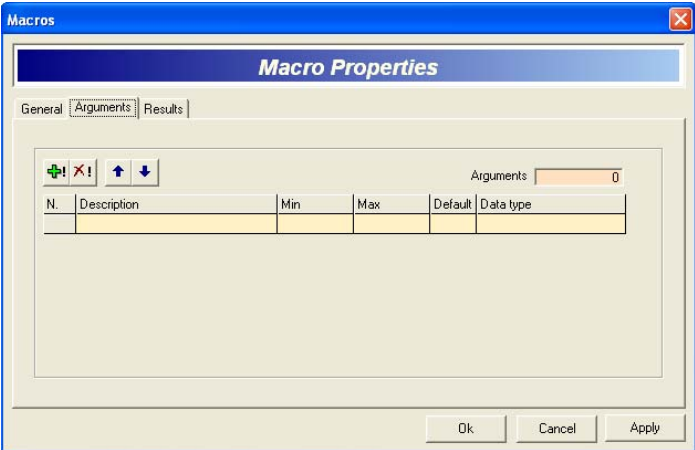 Macros
Macro Properties
General Arguments Results
! ! Arguments 0
N. Description Min Max Default Data type
Ok Cancel Apply